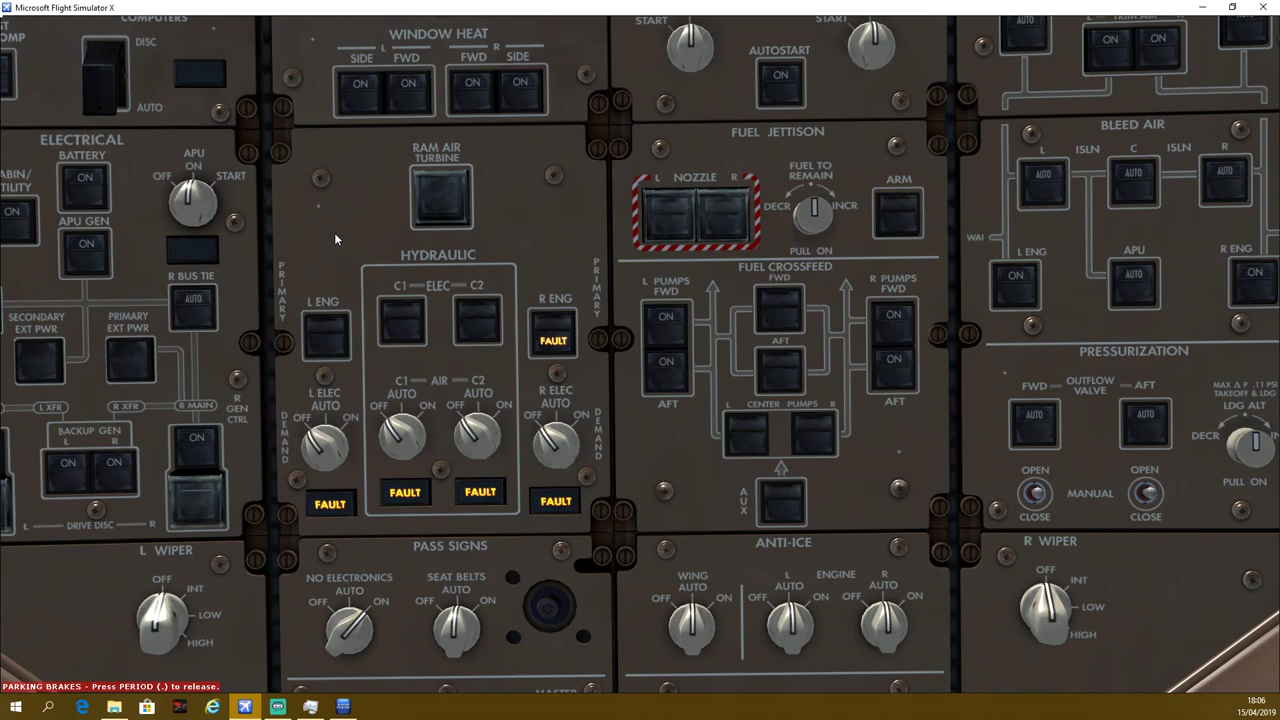 Microsoft Flight Simulator X
COMPUTERS
DISC
AUTO
ELECTRICAL
BATTERY
ON
APU
ON
OFF START
APU GEN
ON
ON
R BUS TIE
AUTO
SECONDARY
EXT PWR
PRIMARY
EXT PWR
L XFR
R XFR
R MAIN
R
GEN
CTRL
BACKUP GEN
L R
ON ON
ON
L DRIVE DISC R
L WIPER
OFF
INT
LOW
HIGH
WINDOW HEAT
L R
SIDE FWD FWD SIDE
ON ON ON ON
RAM AIR
TURBINE
HYDRAULIC
PRIMARY
PRIMARY
L ENG
C1 ELEC C2
R ENG
FAULT
L ELEC
AUTO
OFF ON
C1 AIR C2
AUTO AUTO
OFF ON OFF ON
R ELEC
AUTO
OFF ON
DEMAND
DEMAND
FAULT FAULT FAULT FAULT
PASS SIGNS
NO ELECTRONICS
AUTO
OFF ON
SEAT BELTS
AUTO
OFF ON
START START
AUTOSTART
ON
FUEL JETTISON
L NOZZLE R
FUEL TO
REMAIN
DECR INCR
PULL ON
ARM
FUEL CROSSFEED
L PUMPS
FWD
ON
ON
AFT
FWD
AFT
R PUMPS
FWD
ON
ON
AFT
L CENTER PUMPS R
AUX
ANTI-ICE
WING
AUTO
OFF ON
ENGINE
L
AUTO
OFF ON
R
AUTO
OFF ON
AUTO
ON ON
AUTO
BLEED AIR
L ISLN C ISLN R
AUTO AUTO AUTO
WAI
L ENG
ON
APU
AUTO
R ENG
ON
PRESSURIZATION
FWD OUTFLOW VALVE AFT
AUTO AUTO
MAX Δ P .11 PSI
TAKEOFF & LDG
LDG ALT
DECR
PULL ON
OPEN OPEN
MANUAL
CLOSE CLOSE
R WIPER
OFF
INT
LOW
HIGH
PARKING BRAKES - Press PERIOD (.) to release.
18:06
15/04/2019